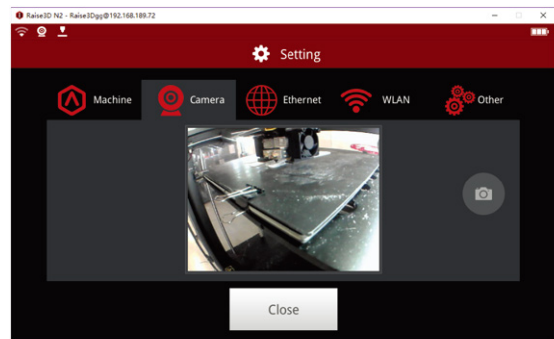 Raise3D N2 - Raise3Dgg@192.168.189.72
Setting
Machine
Camera
Ethernet
WLAN
Other
Close